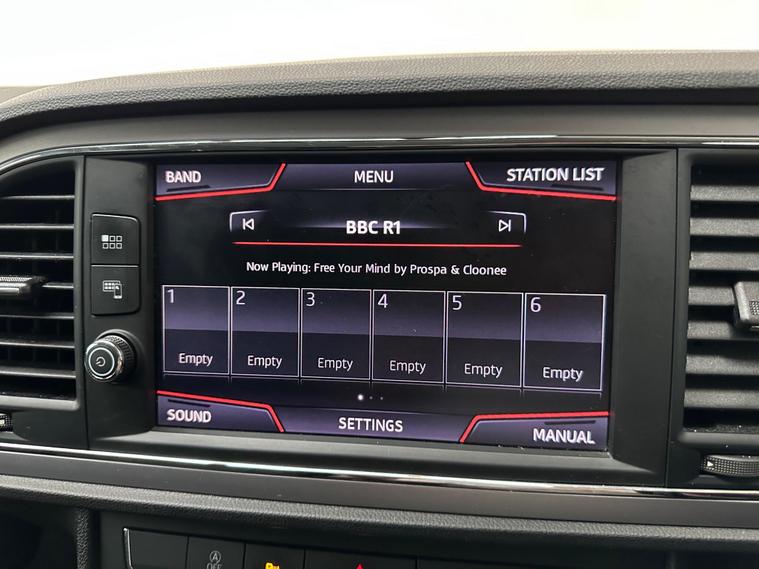 BAND MENU STATION LIST
BBC R1
Now Playing: Free Your Mind by Prospa & Cloonee
1 2 3 4 5 6
Empty Empty Empty Empty Empty Empty
SOUND SETTINGS MANUAL
A
OFF